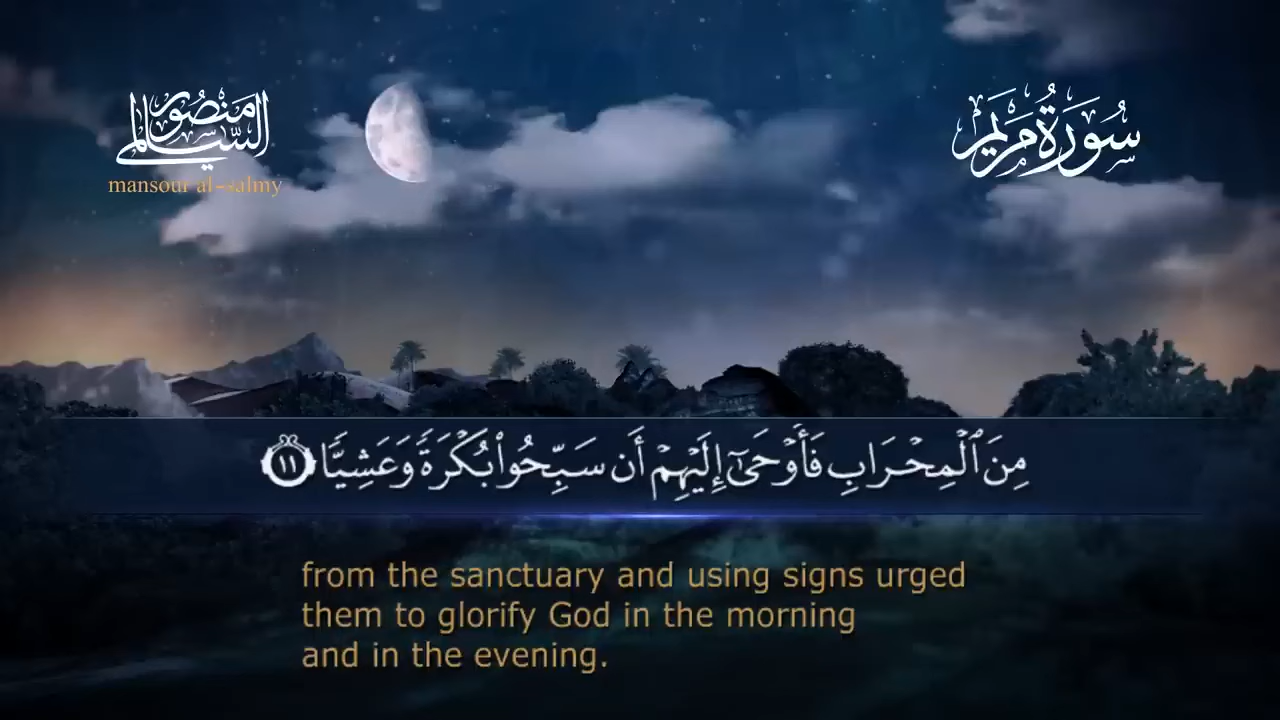 منصور السالمي
mansour al-salmy
سُورَةُ مَرْيَم
مِنَ ٱلْمِحْرَابِ فَأَوْحَىٰٓ إِلَيْهِمْ أَن سَبِّحُوا۟ بُكْرَةً وَعَشِيًّا ١١
from the sanctuary and using signs urged
them to glorify God in the morning
and in the evening.